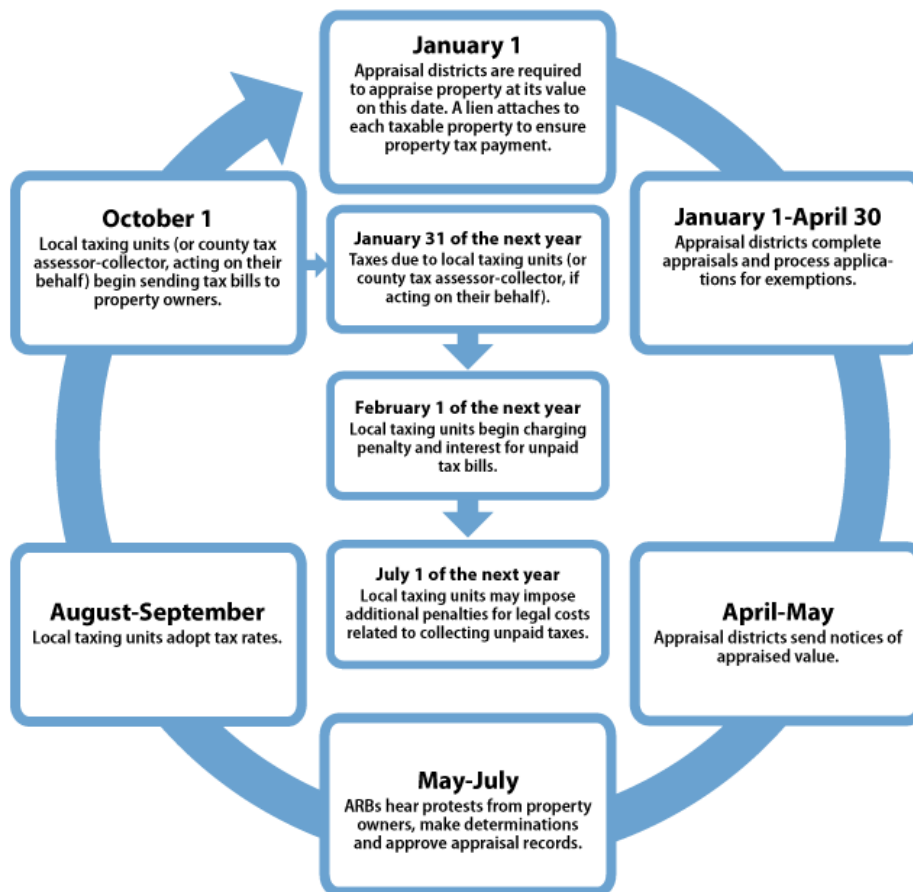 January 1
Appraisal districts are required
to appraise property at its value
on this date. A lien attaches to
each taxable property to ensure
property tax payment.
January 1-April 30
Appraisal districts complete
appraisals and process applica-
tions for exemptions.
April-May
Appraisal districts send notices of
appraised value.
May-July
ARBs hear protests from property
owners, make determinations
and approve appraisal records.
August-September
Local taxing units adopt tax rates.
October 1
Local taxing units (or county tax
assessor-collector, acting on their
behalf) begin sending tax bills to
property owners.
January 31 of the next year
Taxes due to local taxing units (or
county tax assessor-collector, if
acting on their behalf).
February 1 of the next year
Local taxing units begin charging
penalty and interest for unpaid
tax bills.
July 1 of the next year
Local taxing units may impose
additional penalties for legal costs
related to collecting unpaid taxes.